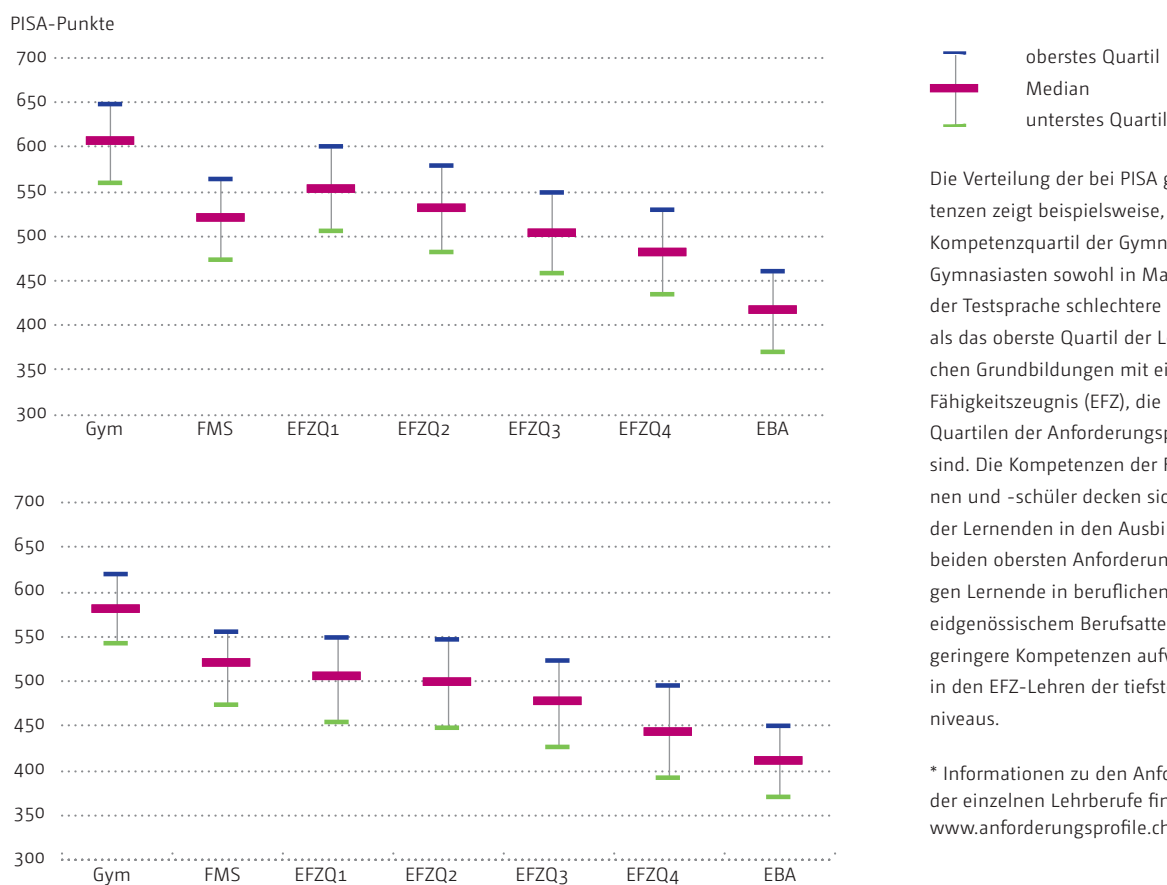 PISA-Punkte
700
650
600
550
500
450
400
350
300
Gym FMS EFZQ1 EFZQ2 EFZQ3 EFZQ4 EBA
700
650
600
550
500
450
400
350
300
Gym FMS EFZQ1 EFZQ2 EFZQ3 EFZQ4 EBA
oberstes Quartil
Median
unterstes Quartil
Die Verteilung der bei PISA g
tenzen zeigt beispielsweise,
Kompetenzquartil der Gymn
Gymnasiasten sowohl in Ma
der Testsprache schlechtere
als das oberste Quartil der L
chen Grundbildungen mit ei
Fähigkeitszeugnis (EFZ), die
Quartilen der Anforderungsp
sind. Die Kompetenzen der F
nen und -schüler decken sic
der Lernenden in den Ausbi
beiden obersten Anforderun
gen Lernende in beruflichen
eidgenössischem Berufsatte
geringere Kompetenzen aufw
in den EFZ-Lehren der tiefst
niveaus.
* Informationen zu den Anfo
der einzelnen Lehrberufe fin
www.anforderungsprofile.ch